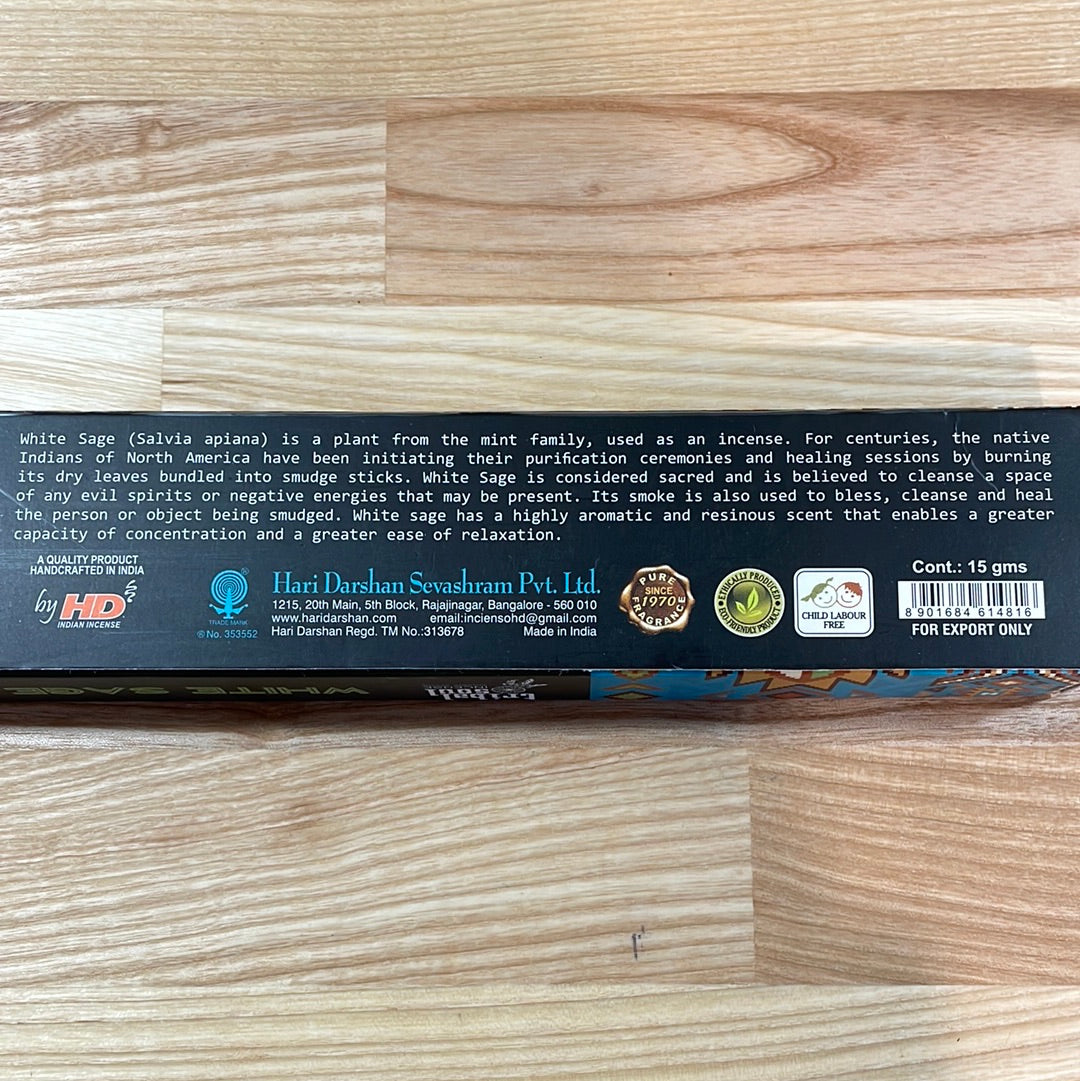 White Sage (Salvia apiana) is a plant from the mint family, used as an incense. For centuries, the native
Indians of North America have been initiating their purification ceremonies and healing sessions by burning
its dry leaves bundled into smudge sticks. White Sage is considered sacred and is believed to cleanse a space
of any evil spirits or negative energies that may be present. Its smoke is also used to bless, cleanse and heal
the person or object being smudged. White sage has a highly aromatic and resinous scent that enables a greater
capacity of concentration and a greater ease of relaxation.
A QUALITY PRODUCT
HANDCRAFTED IN INDIA
by HD
INDIAN INCENSE
®
TRADE MARK
® No. 353552
Hari Darshan Sevashram Pvt. Ltd.
1215, 20th Main, 5th Block, Rajajinagar, Bangalore - 560 010
www.haridarshan.com email:inciensohd@gmail.com
Hari Darshan Regd. TM No.:313678 Made in India
PURE
SINCE
1970
FRAGRANCE
ETHICALLY PRODUCED
ECO-FRIENDLY PRODUCT
CHILD LABOUR
FREE
Cont.: 15 gms
8 901684 614816
FOR EXPORT ONLY
WHITE SAGE
tribal
soul